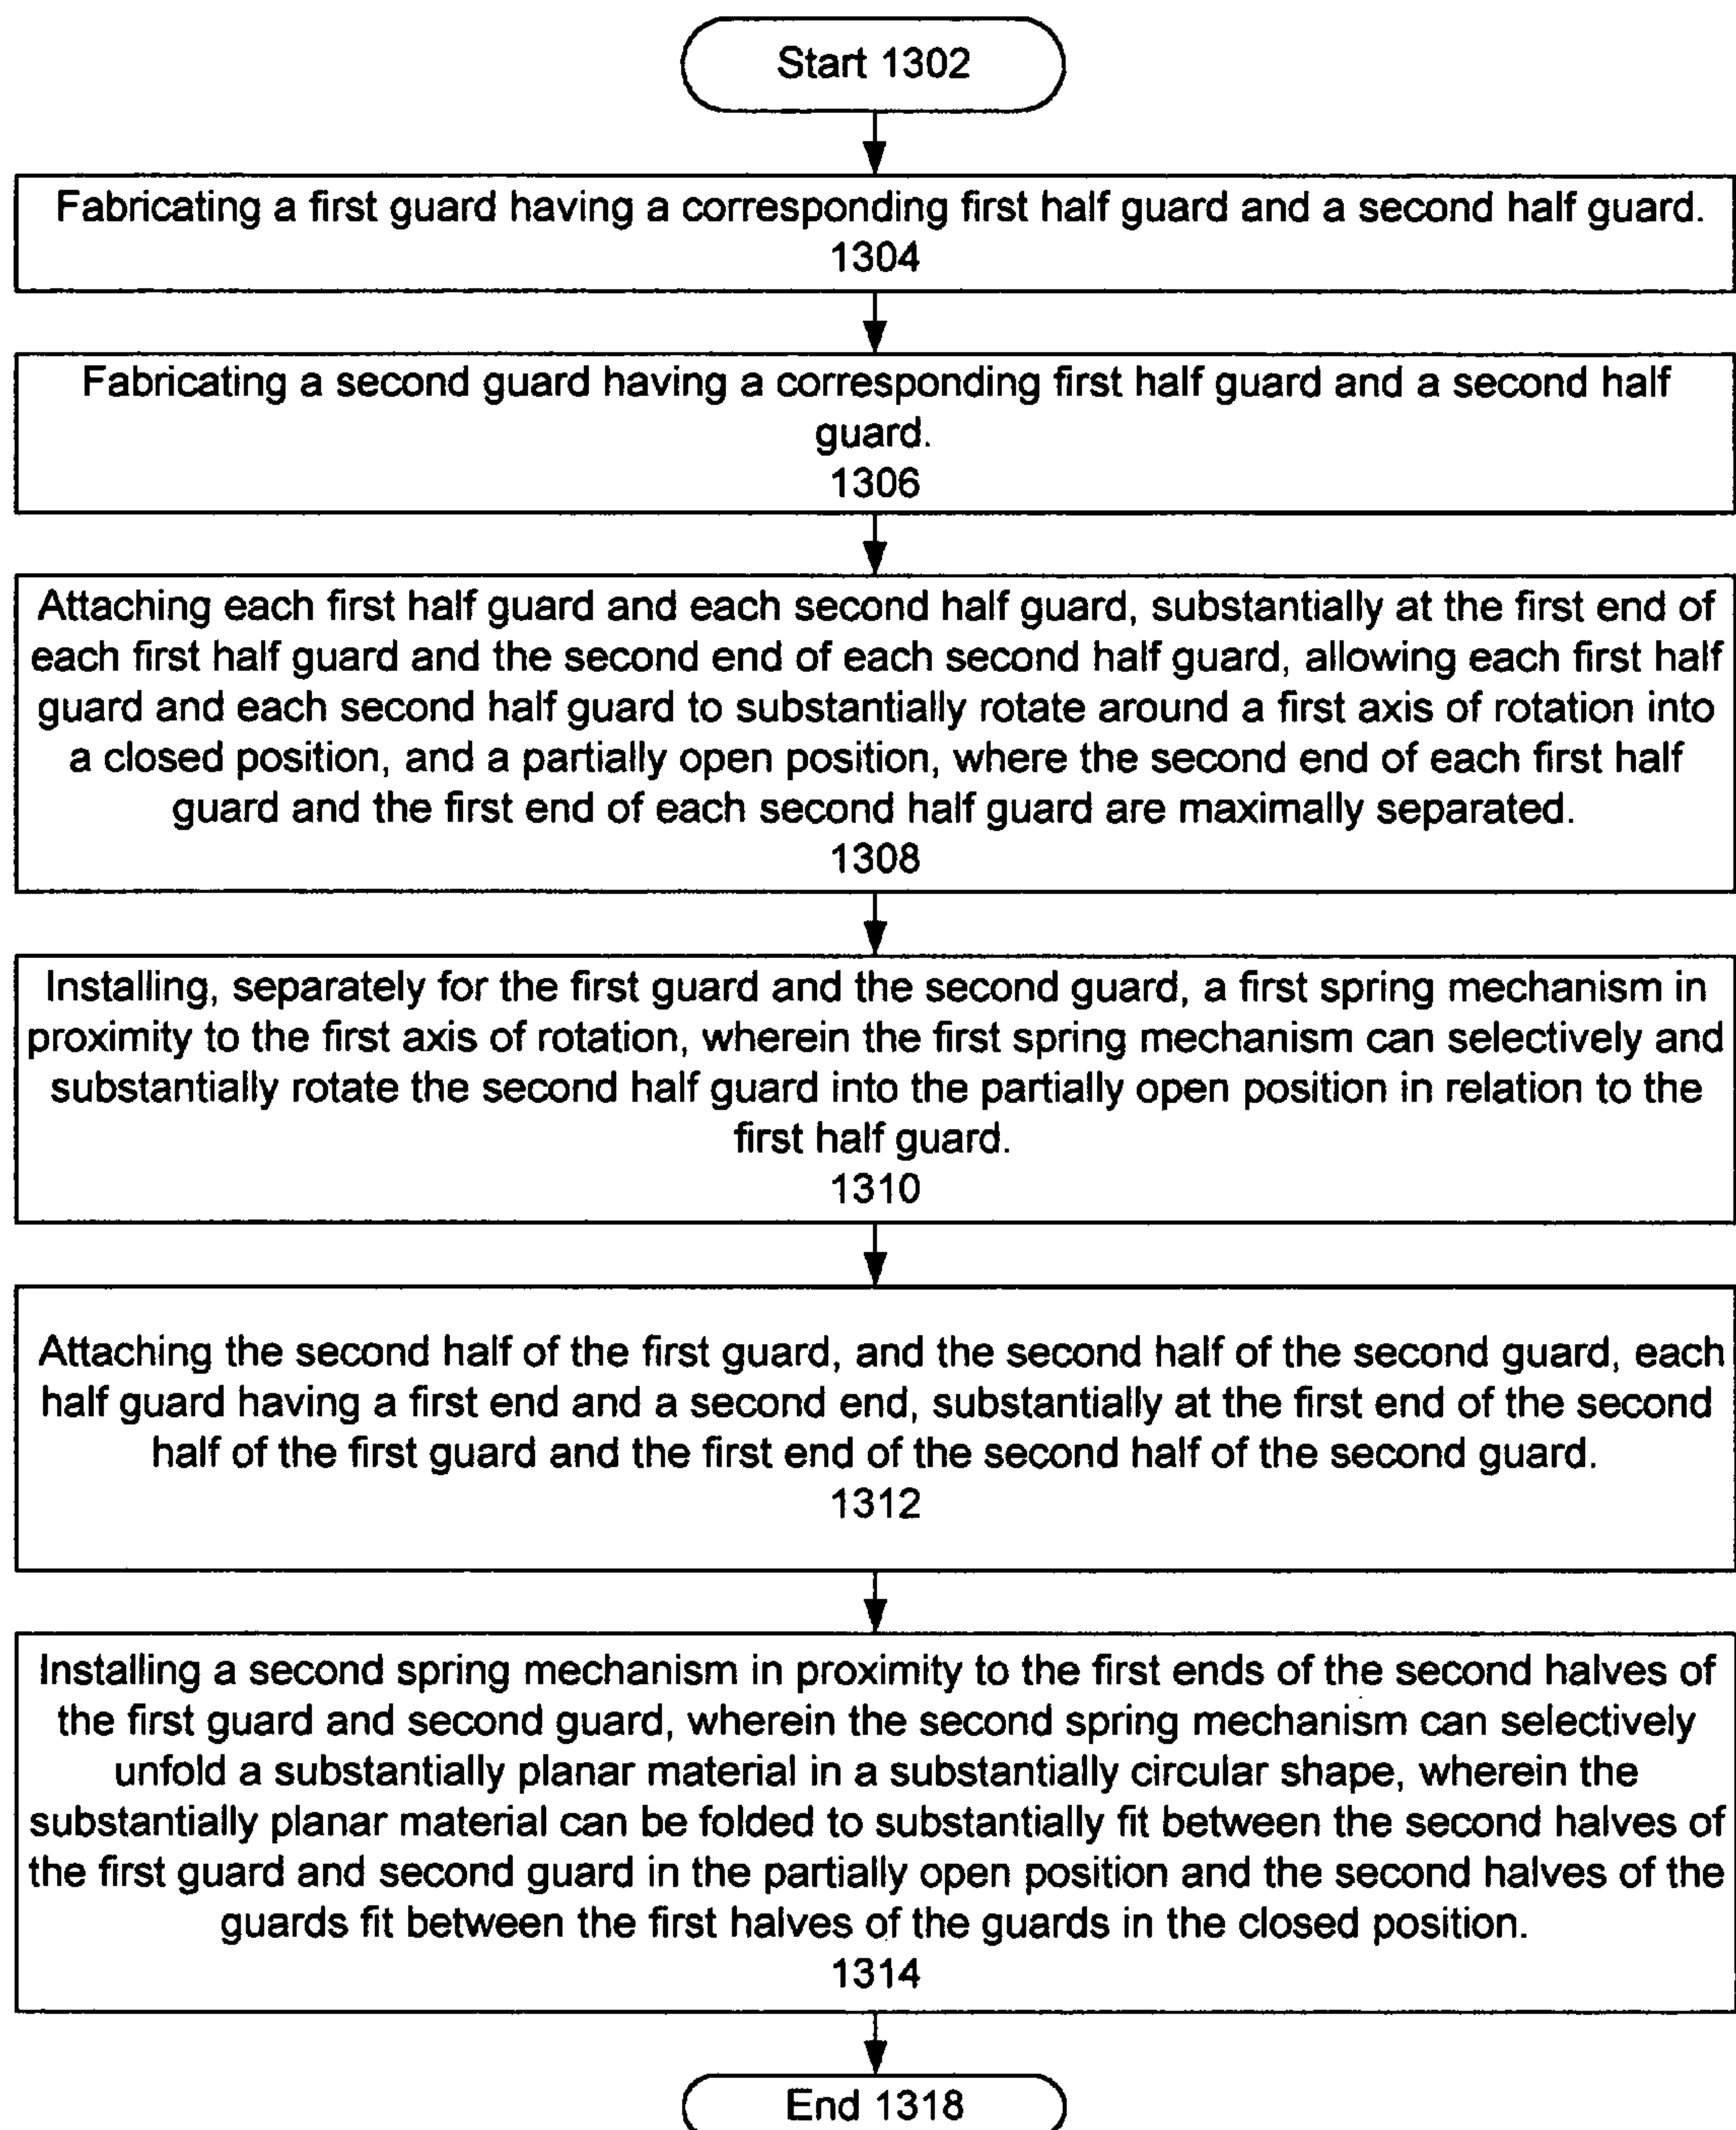 Start 1302
Fabricating a first guard having a corresponding first half guard and a second half guard.
1304
Fabricating a second guard having a corresponding first half guard and a second half
guard.
1306
Attaching each first half guard and each second half guard, substantially at the first end of
each first half guard and the second end of each second half guard, allowing each first half
guard and each second half guard to substantially rotate around a first axis of rotation into
a closed position, and a partially open position, where the second end of each first half
guard and the first end of each second half guard are maximally separated.
1308
Installing, separately for the first guard and the second guard, a first spring mechanism in
proximity to the first axis of rotation, wherein the first spring mechanism can selectively and
substantially rotate the second half guard into the partially open position in relation to the
first half guard.
1310
Attaching the second half of the first guard, and the second half of the second guard, each
half guard having a first end and a second end, substantially at the first end of the second
half of the first guard and the first end of the second half of the second guard.
1312
Installing a second spring mechanism in proximity to the first ends of the second halves of
the first guard and second guard, wherein the second spring mechanism can selectively
unfold a substantially planar material in a substantially circular shape, wherein the
substantially planar material can be folded to substantially fit between the second halves of
the first guard and second guard in the partially open position and the second halves of the
guards fit between the first halves of the guards in the closed position.
1314
End 1318